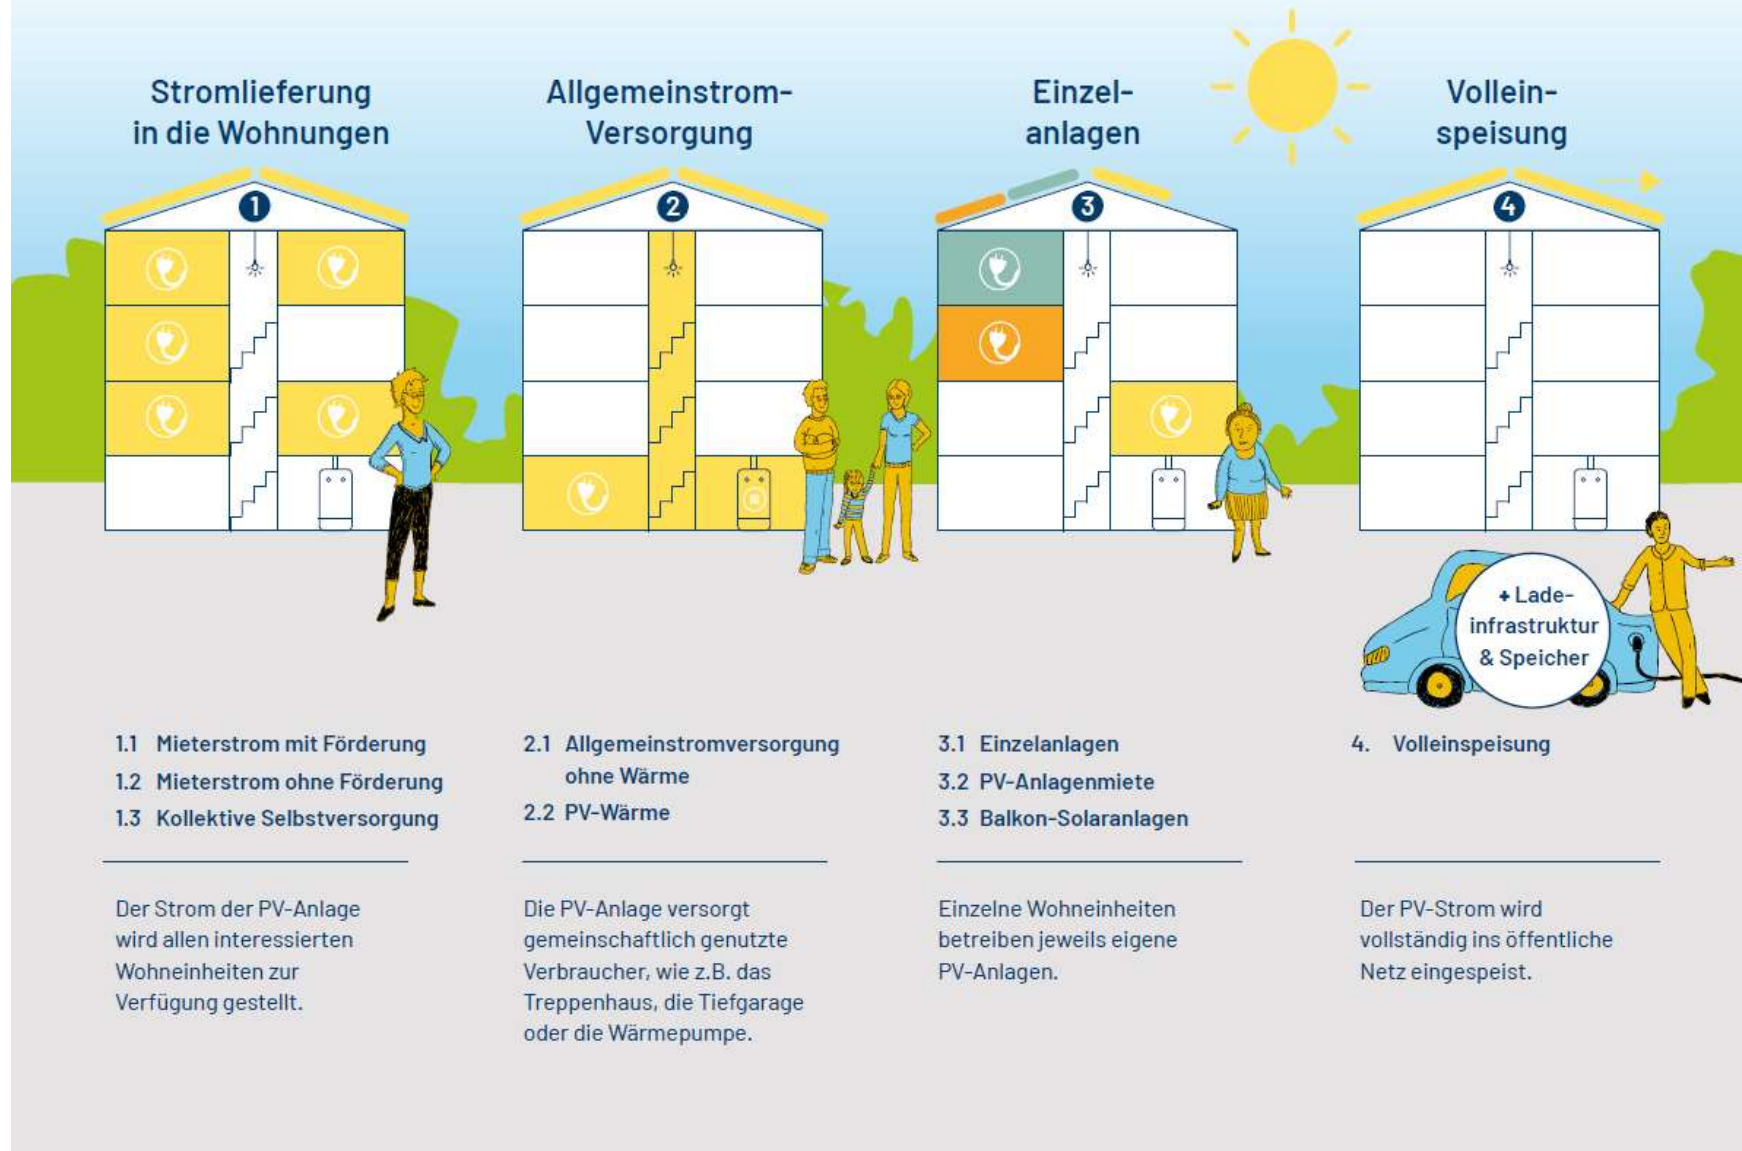 Stromlieferung
in die Wohnungen
1
Allgemeinstrom-
Versorgung
2
Einzel-
anlagen
3
Vollein-
speisung
4
+ Lade-
infrastruktur
& Speicher
1.1 Mieterstrom mit Förderung
1.2 Mieterstrom ohne Förderung
1.3 Kollektive Selbstversorgung
Der Strom der PV-Anlage
wird allen interessierten
Wohneinheiten zur
Verfügung gestellt.
2.1 Allgemeinstromversorgung
ohne Wärme
2.2 PV-Wärme
Die PV-Anlage versorgt
gemeinschaftlich genutzte
Verbraucher, wie z.B. das
Treppenhaus, die Tiefgarage
oder die Wärmepumpe.
3.1 Einzelanlagen
3.2 PV-Anlagenmiete
3.3 Balkon-Solaranlagen
Einzelne Wohneinheiten
betreiben jeweils eigene
PV-Anlagen.
4. Volleinspeisung
Der PV-Strom wird
vollständig ins öffentliche
Netz eingespeist.